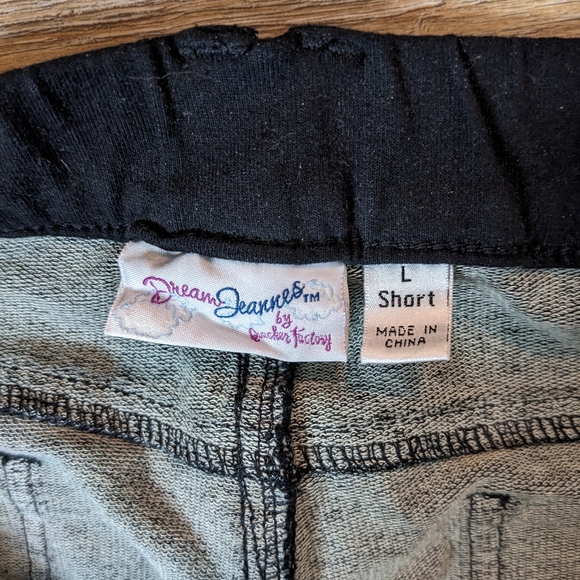 Dream Jeannes™
by
Quacker Factory
L
Short
MADE IN
CHINA